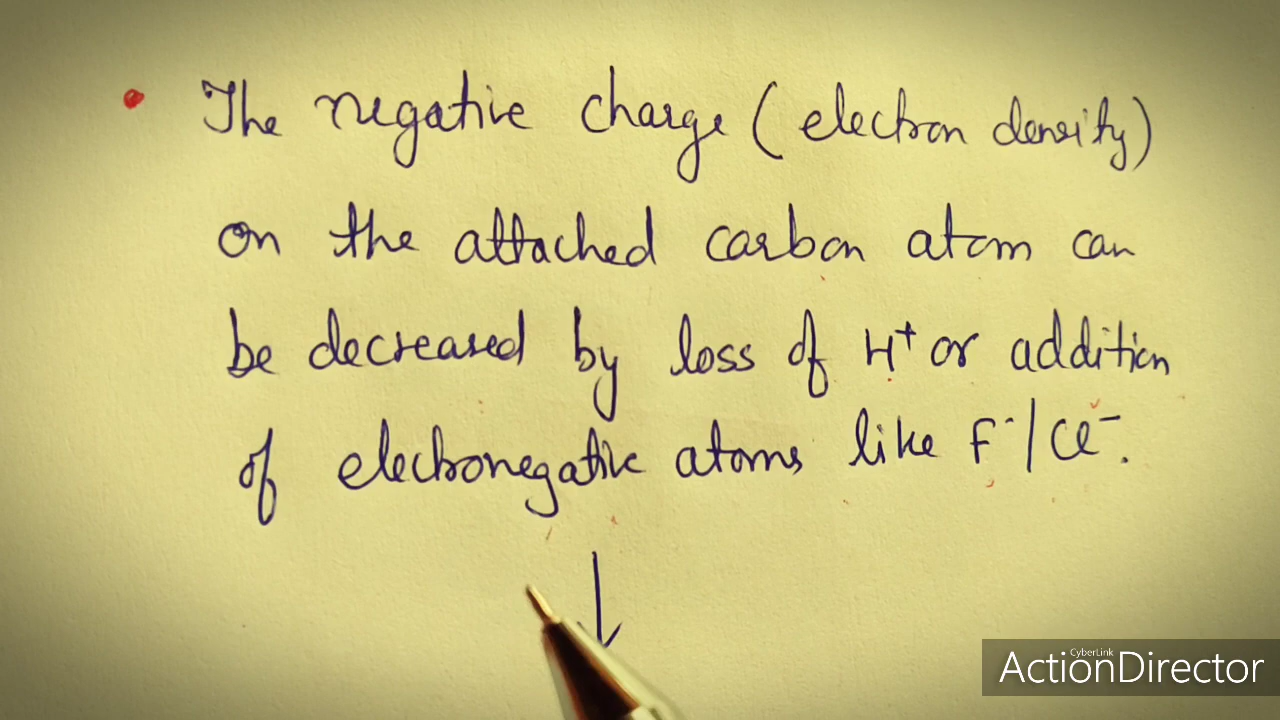 The negative charge (electron density)
on the attached carbon atom can
be decreased by loss of H⁺ or addition
of electronegative atoms like F⁻/Cl⁻.
CyberLink
ActionDirector